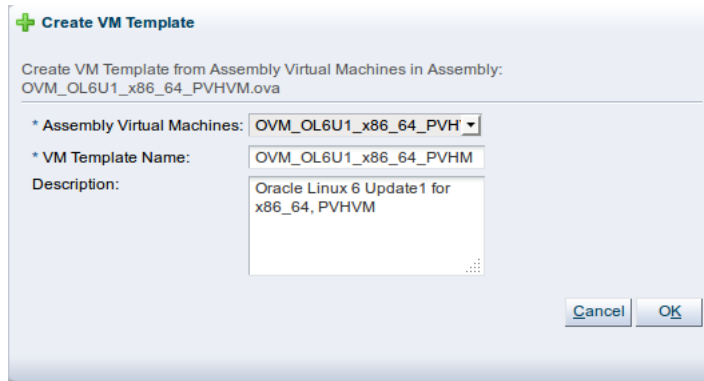 Create VM Template
Create VM Template from Assembly Virtual Machines in Assembly:
OVM_OL6U1_x86_64_PVHVM.ova
* Assembly Virtual Machines: OVM_OL6U1_x86_64_PVH
* VM Template Name: OVM_OL6U1_x86_64_PVHM
Description: Oracle Linux 6 Update1 for
x86_64, PVHVM
Cancel OK